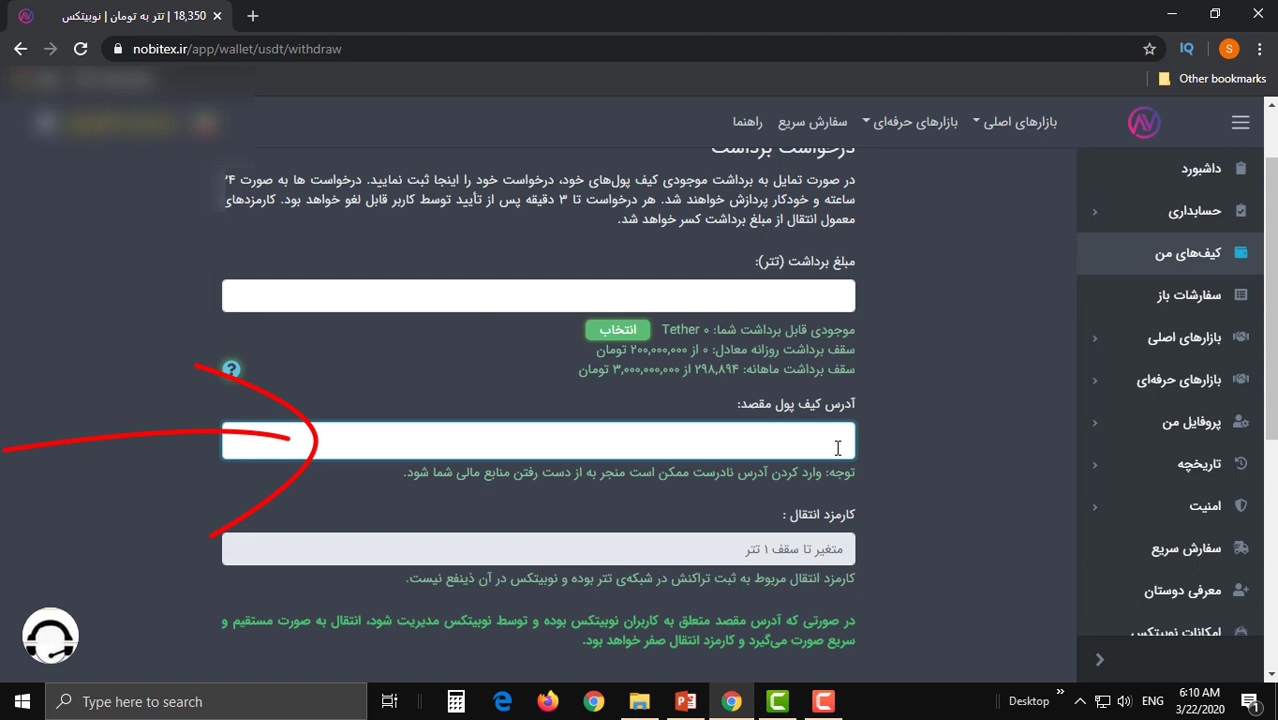 تتر به تومان | نوبیتکس | 18,350
nobitex.ir/app/wallet/usdt/withdraw
IQ
S
Other bookmarks
بازارهای اصلی
بازارهای حرفه‌ای
سفارش سریع
راهنما
درخواست برداشت
در صورت تمایل به برداشت موجودی کیف پول‌های خود، درخواست خود را اینجا ثبت نمایید. درخواست ها به صورت ۲۴
ساعته و خودکار پردازش خواهند شد. هر درخواست تا ۳ دقیقه پس از تأیید توسط کاربر قابل لغو خواهد بود. کارمزدهای
معمول انتقال از مبلغ برداشت کسر خواهد شد.
مبلغ برداشت (تتر):
موجودی قابل برداشت شما: ۰ Tether
انتخاب
سقف برداشت روزانه معادل: ۰ از ۲۰۰,۰۰۰,۰۰۰ تومان
سقف برداشت ماهانه: ۲۹۸,۸۹۴ از ۳,۰۰۰,۰۰۰,۰۰۰ تومان
?
آدرس کیف پول مقصد:
توجه: وارد کردن آدرس نادرست ممکن است منجر به از دست رفتن منابع مالی شما شود.
کارمزد انتقال :
متغیر تا سقف ۱ تتر
کارمزد انتقال مربوط به ثبت تراکنش در شبکه‌ی تتر بوده و نوبیتکس در آن ذینفع نیست.
در صورتی که آدرس مقصد متعلق به کاربران نوبیتکس بوده و توسط نوبیتکس مدیریت شود، انتقال به صورت مستقیم و
سریع صورت می‌گیرد و کارمزد انتقال صفر خواهد بود.
داشبورد
حسابداری
کیف‌های من
سفارشات باز
بازارهای اصلی
بازارهای حرفه‌ای
پروفایل من
تاریخچه
امنیت
سفارش سریع
معرفی دوستان
امکانات نوبیتکس
Type here to search
Desktop
ENG
6:10 AM
3/22/2020
1